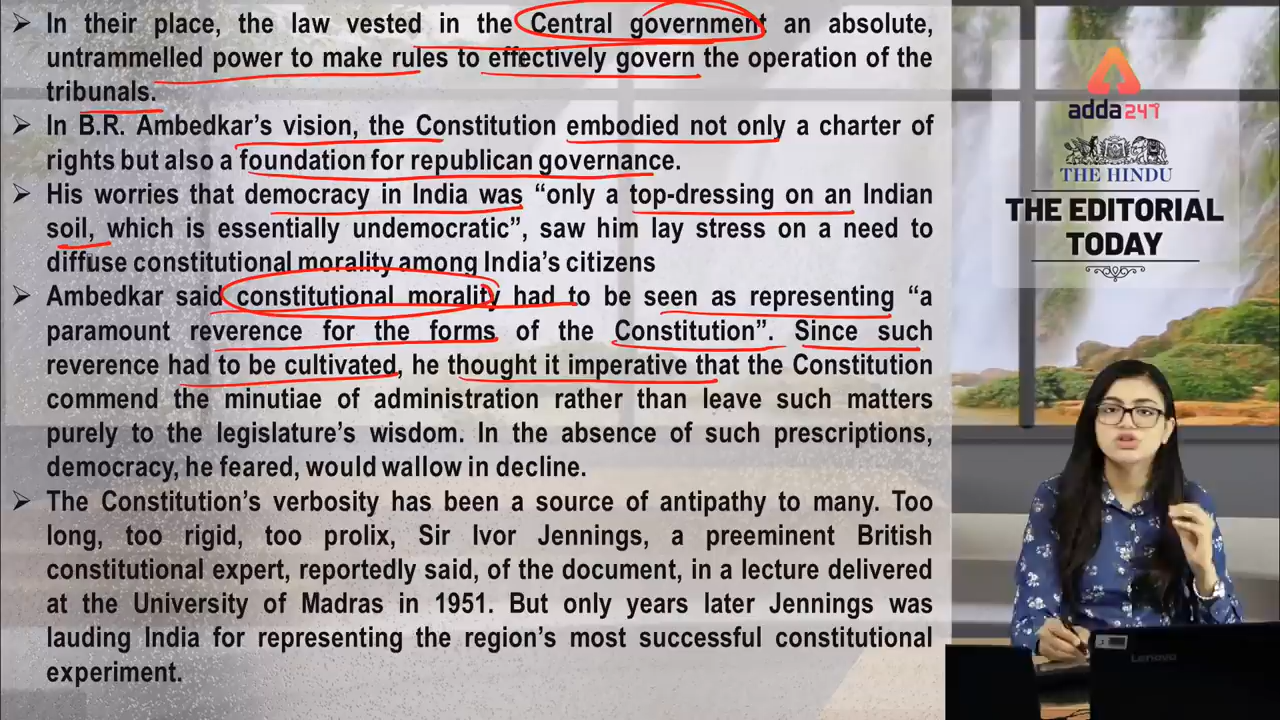 ➢ In their place, the law vested in the Central government an absolute,
untrammelled power to make rules to effectively govern the operation of the
tribunals.
➢ In B.R. Ambedkar's vision, the Constitution embodied not only a charter of
rights but also a foundation for republican governance.
➢ His worries that democracy in India was “only a top-dressing on an Indian
soil, which is essentially undemocratic”, saw him lay stress on a need to
diffuse constitutional morality among India's citizens
➢ Ambedkar said constitutional morality had to be seen as representing “a
paramount reverence for the forms of the Constitution”. Since such
reverence had to be cultivated, he thought it imperative that the Constitution
commend the minutiae of administration rather than leave such matters
purely to the legislature's wisdom. In the absence of such prescriptions,
democracy, he feared, would wallow in decline.
➢ The Constitution's verbosity has been a source of antipathy to many. Too
long, too rigid, too prolix, Sir Ivor Jennings, a preeminent British
constitutional expert, reportedly said, of the document, in a lecture delivered
at the University of Madras in 1951. But only years later Jennings was
lauding India for representing the region's most successful constitutional
experiment.
adda247
THE HINDU
THE EDITORIAL
TODAY
Lenovo